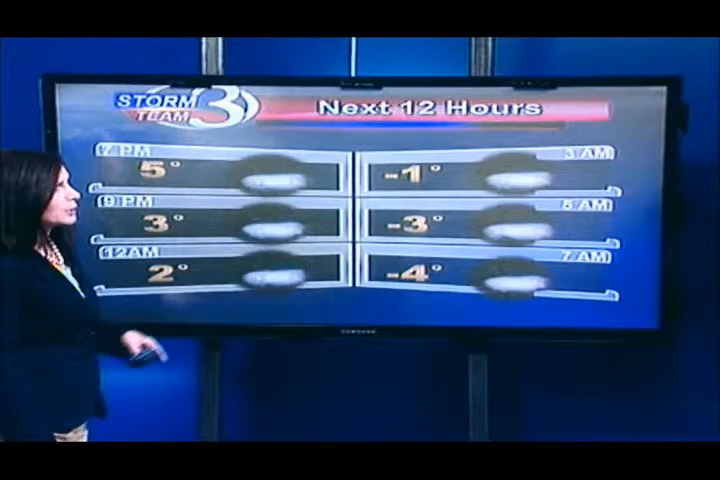 STORM TEAM 3
Next 12 Hours
7 PM
5°
9 PM
3°
12AM
2°
3 AM
-1°
5 AM
-3°
7 AM
-4°
SAMSUNG